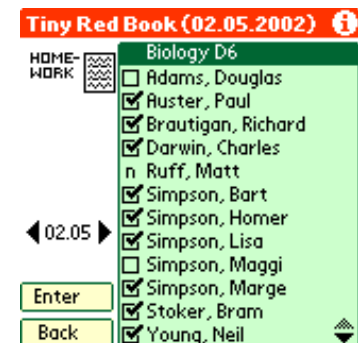 Tiny Red Book (02.05.2002)
HOME-
WORK
Biology D6
Adams, Douglas
Auster, Paul
Brautigan, Richard
Darwin, Charles
n Ruff, Matt
Simpson, Bart
Simpson, Homer
02.05
Simpson, Lisa
Simpson, Maggi
Simpson, Marge
Enter
Stoker, Bram
Back
Young, Neil